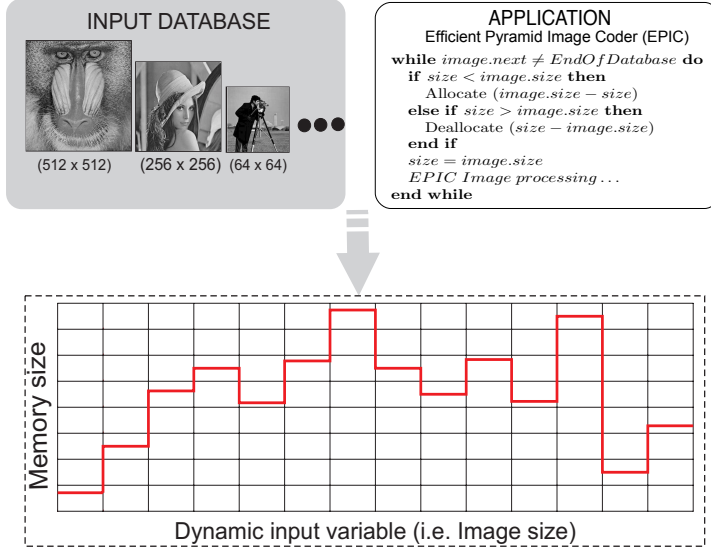 INPUT DATABASE
(512 x 512)
(256 x 256)
(64 x 64)
APPLICATION
Efficient Pyramid Image Coder (EPIC)
while image.next ≠ EndOfDatabase do
if size < image.size then
Allocate (image.size − size)
else if size > image.size then
Deallocate (size − image.size)
end if
size = image.size
EPIC Image processing . . .
end while
Memory size
Dynamic input variable (i.e. Image size)